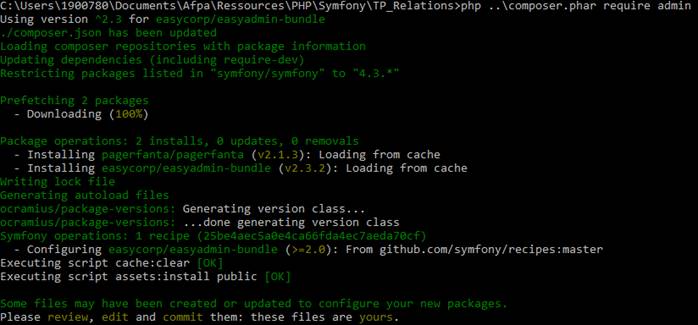 C:\Users\1900780\Documents\Afpa\Ressources\PHP\Symfony\TP_Relations>php ..\composer.phar require admin
Using version ^2.3 for easycorp/easyadmin-bundle
./composer.json has been updated
Loading composer repositories with package information
Updating dependencies (including require-dev)
Restricting packages listed in "symfony/symfony" to "4.3.*"
Prefetching 2 packages
- Downloading (100%)
Package operations: 2 installs, 0 updates, 0 removals
- Installing pagerfanta/pagerfanta (v2.1.3): Loading from cache
- Installing easycorp/easyadmin-bundle (v2.3.2): Loading from cache
Writing lock file
Generating autoload files
ocramius/package-versions: Generating version class...
ocramius/package-versions: ...done generating version class
Symfony operations: 1 recipe (25be4aec5a0e4ca66fda4ec7aeda70cf)
- Configuring easycorp/easyadmin-bundle (>=2.0): From github.com/symfony/recipes:master
Executing script cache:clear [OK]
Executing script assets:install public [OK]
Some files may have been created or updated to configure your new packages.
Please review, edit and commit them: these files are yours.